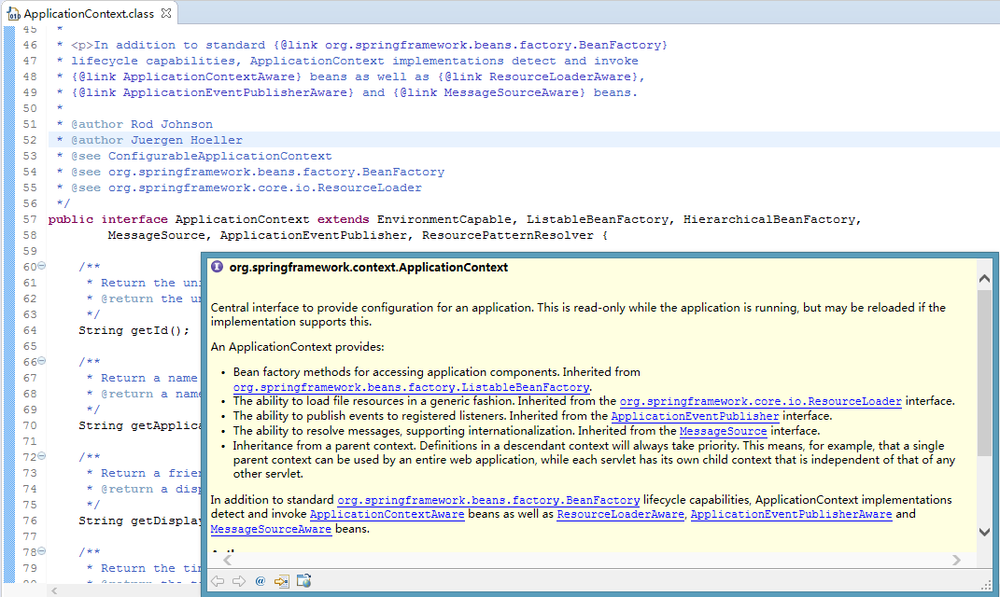 ApplicationContext.class
45 *
46 * <p>In addition to standard {@link org.springframework.beans.factory.BeanFactory}
47 * lifecycle capabilities, ApplicationContext implementations detect and invoke
48 * {@link ApplicationContextAware} beans as well as {@link ResourceLoaderAware},
49 * {@link ApplicationEventPublisherAware} and {@link MessageSourceAware} beans.
50 *
51 * @author Rod Johnson
52 * @author Juergen Hoeller
53 * @see ConfigurableApplicationContext
54 * @see org.springframework.beans.factory.BeanFactory
55 * @see org.springframework.core.io.ResourceLoader
56 */
57 public interface ApplicationContext extends EnvironmentCapable, ListableBeanFactory, HierarchicalBeanFactory,
58 MessageSource, ApplicationEventPublisher, ResourcePatternResolver {
59
60 /**
61 * Return the uni
62 * @return the un
63 */
64 String getId();
65
66 /**
67 * Return a name
68 * @return a name
69 */
70 String getApplica
71
72 /**
73 * Return a frien
74 * @return a disp
75 */
76 String getDisplay
77
78 /**
79 * Return the tim
org.springframework.context.ApplicationContext
Central interface to provide configuration for an application. This is read-only while the application is running, but may be reloaded if the
implementation supports this.
An ApplicationContext provides:
• Bean factory methods for accessing application components. Inherited from
org.springframework.beans.factory.ListableBeanFactory.
• The ability to load file resources in a generic fashion. Inherited from the org.springframework.core.io.ResourceLoader interface.
• The ability to publish events to registered listeners. Inherited from the ApplicationEventPublisher interface.
• The ability to resolve messages, supporting internationalization. Inherited from the MessageSource interface.
• Inheritance from a parent context. Definitions in a descendant context will always take priority. This means, for example, that a single
parent context can be used by an entire web application, while each servlet has its own child context that is independent of that of any
other servlet.
In addition to standard org.springframework.beans.factory.BeanFactory lifecycle capabilities, ApplicationContext implementations
detect and invoke ApplicationContextAware beans as well as ResourceLoaderAware, ApplicationEventPublisherAware and
MessageSourceAware beans.